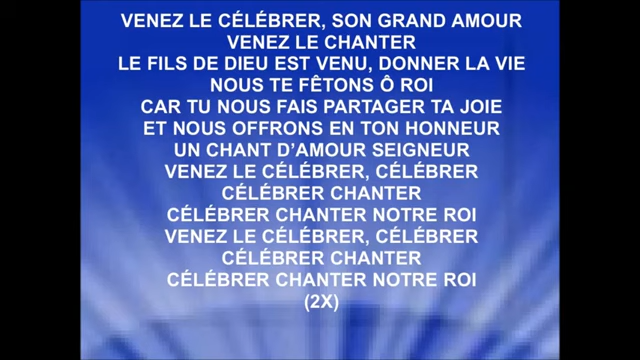 VENEZ LE CÉLÉBRER, SON GRAND AMOUR
VENEZ LE CHANTER
LE FILS DE DIEU EST VENU, DONNER LA VIE
NOUS TE FÊTONS Ô ROI
CAR TU NOUS FAIS PARTAGER TA JOIE
ET NOUS OFFRONS EN TON HONNEUR
UN CHANT D’AMOUR SEIGNEUR
VENEZ LE CÉLÉBRER, CÉLÉBRER
CÉLÉBRER CHANTER
CÉLÉBRER CHANTER NOTRE ROI
VENEZ LE CÉLÉBRER, CÉLÉBRER
CÉLÉBRER CHANTER
CÉLÉBRER CHANTER NOTRE ROI
(2X)